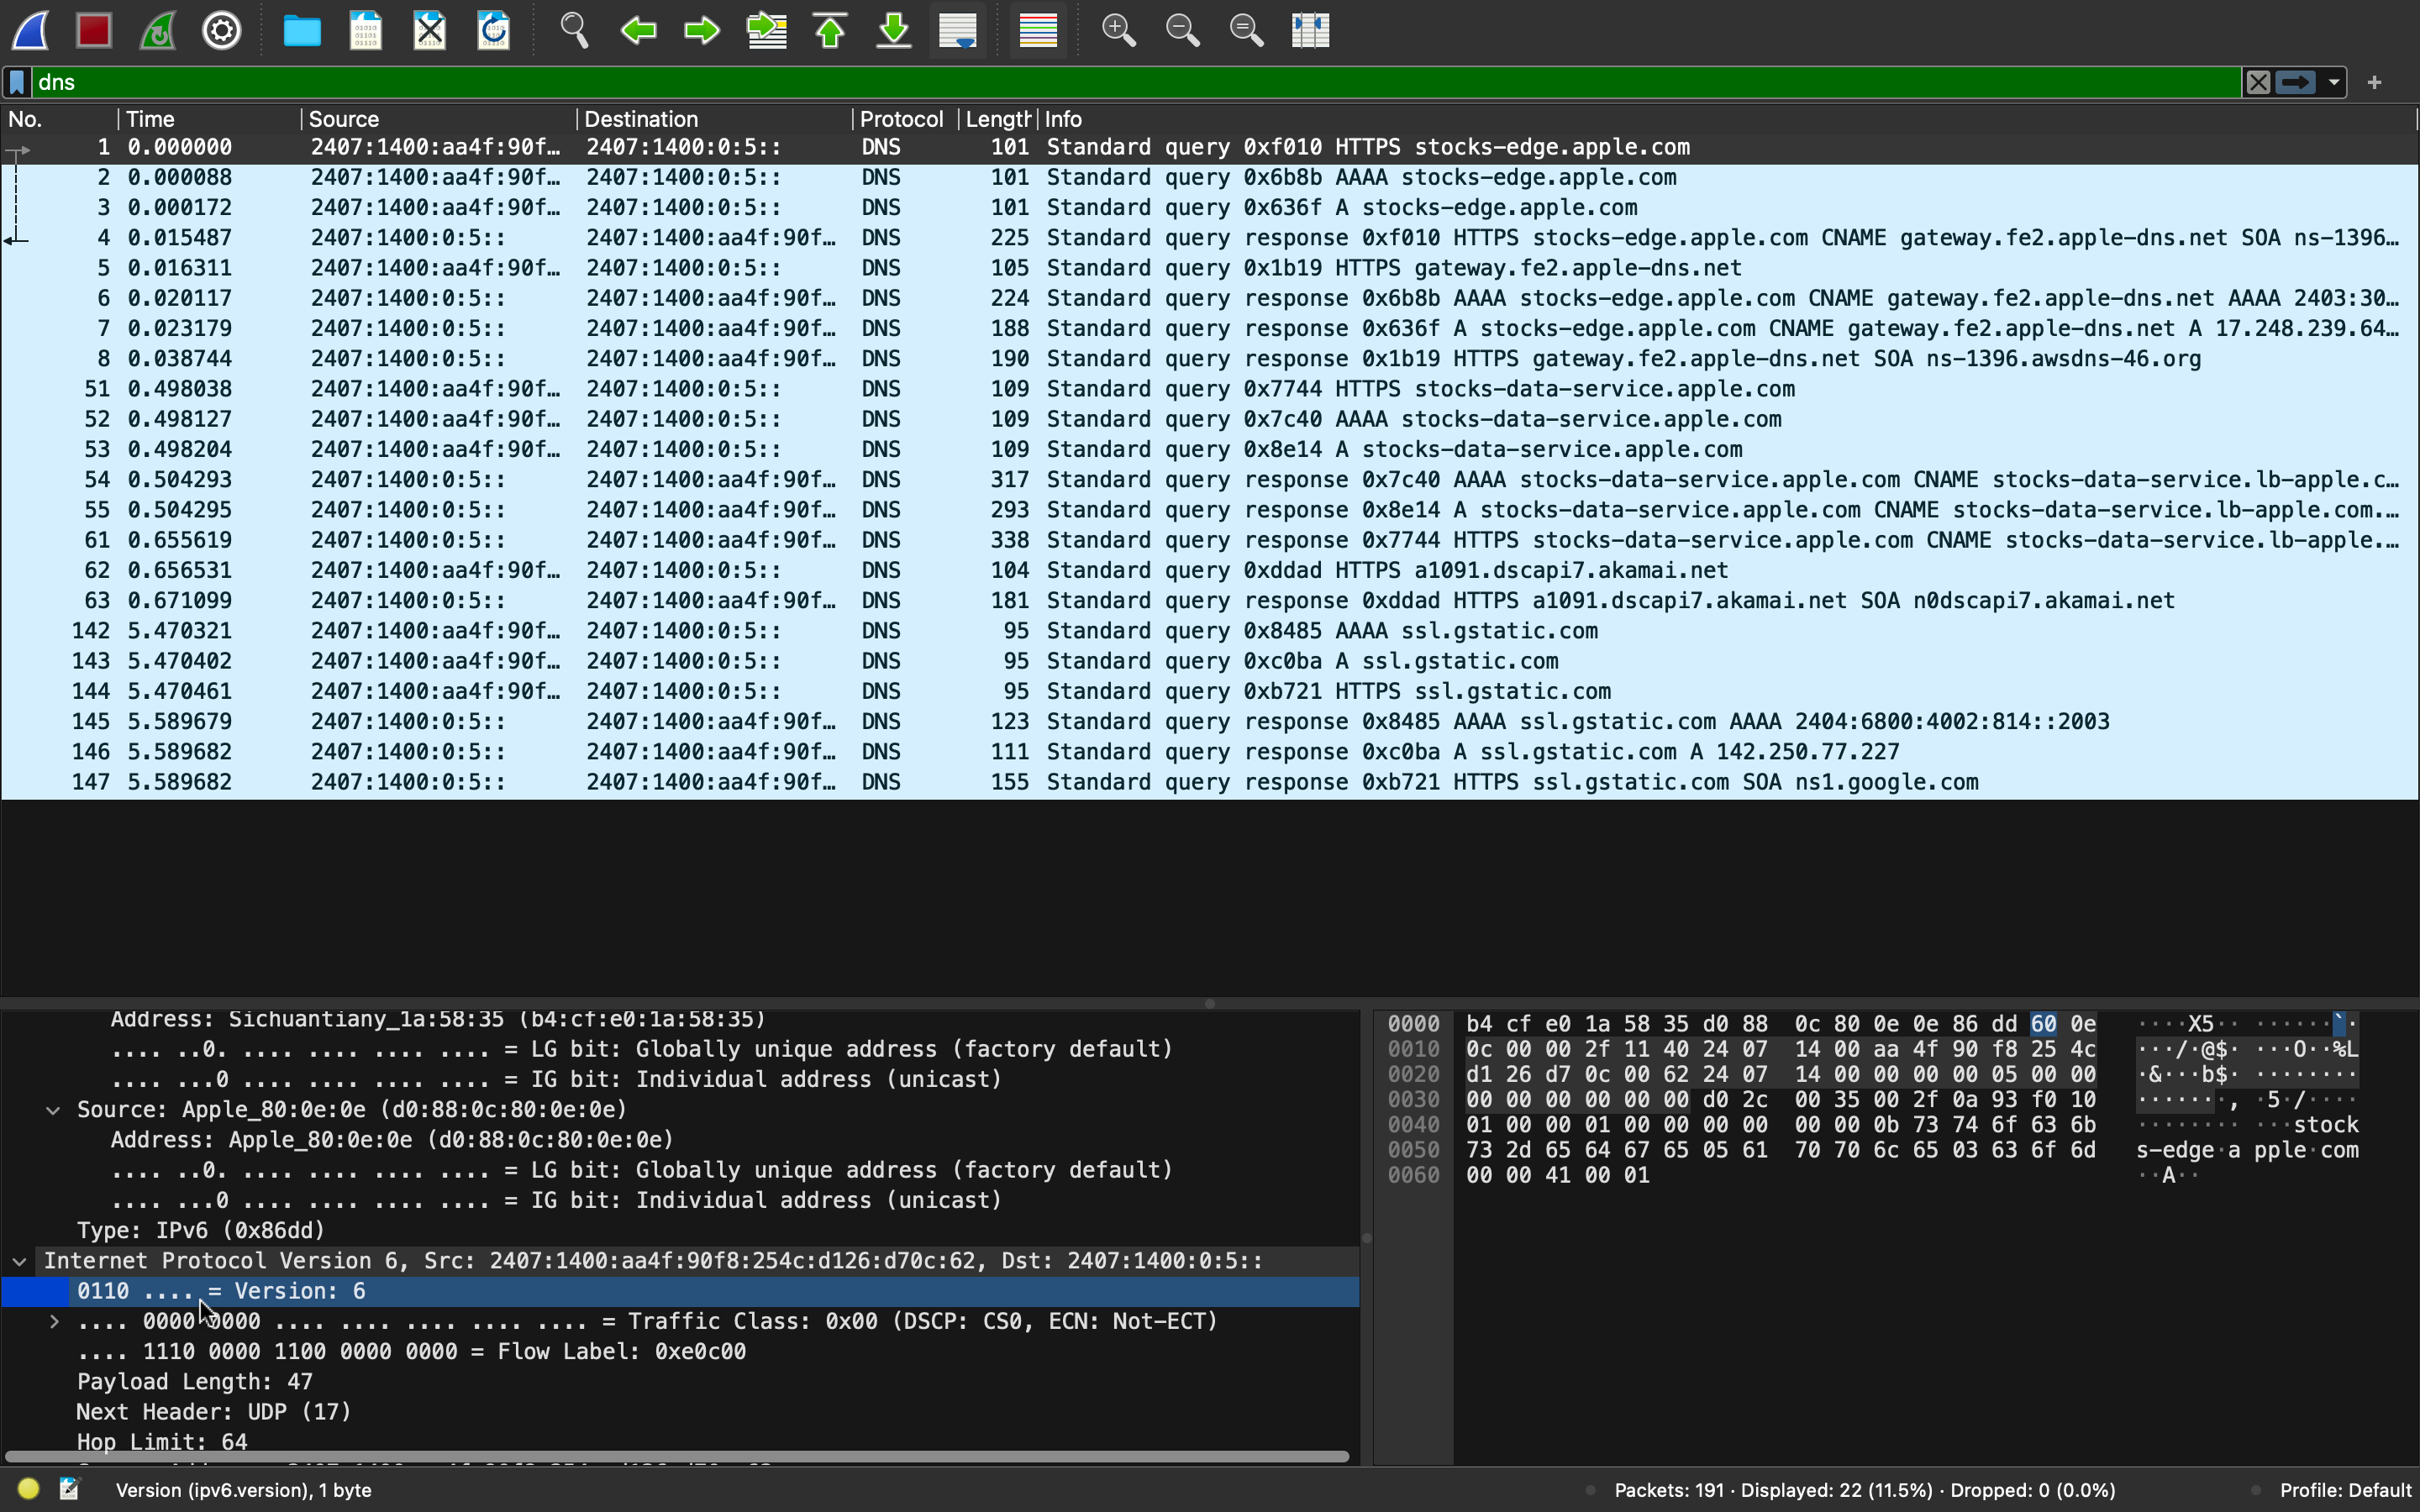 dns
No. Time Source Destination Protocol Length Info
1 0.000000 2407:1400:aa4f:90f… 2407:1400:0:5:: DNS 101 Standard query 0xf010 HTTPS stocks-edge.apple.com
2 0.000088 2407:1400:aa4f:90f… 2407:1400:0:5:: DNS 101 Standard query 0x6b8b AAAA stocks-edge.apple.com
3 0.000172 2407:1400:aa4f:90f… 2407:1400:0:5:: DNS 101 Standard query 0x636f A stocks-edge.apple.com
4 0.015487 2407:1400:0:5:: 2407:1400:aa4f:90f… DNS 225 Standard query response 0xf010 HTTPS stocks-edge.apple.com CNAME gateway.fe2.apple-dns.net SOA ns-1396…
5 0.016311 2407:1400:aa4f:90f… 2407:1400:0:5:: DNS 105 Standard query 0x1b19 HTTPS gateway.fe2.apple-dns.net
6 0.020117 2407:1400:0:5:: 2407:1400:aa4f:90f… DNS 224 Standard query response 0x6b8b AAAA stocks-edge.apple.com CNAME gateway.fe2.apple-dns.net AAAA 2403:30…
7 0.023179 2407:1400:0:5:: 2407:1400:aa4f:90f… DNS 188 Standard query response 0x636f A stocks-edge.apple.com CNAME gateway.fe2.apple-dns.net A 17.248.239.64…
8 0.038744 2407:1400:0:5:: 2407:1400:aa4f:90f… DNS 190 Standard query response 0x1b19 HTTPS gateway.fe2.apple-dns.net SOA ns-1396.awsdns-46.org
51 0.498038 2407:1400:aa4f:90f… 2407:1400:0:5:: DNS 109 Standard query 0x7744 HTTPS stocks-data-service.apple.com
52 0.498127 2407:1400:aa4f:90f… 2407:1400:0:5:: DNS 109 Standard query 0x7c40 AAAA stocks-data-service.apple.com
53 0.498204 2407:1400:aa4f:90f… 2407:1400:0:5:: DNS 109 Standard query 0x8e14 A stocks-data-service.apple.com
54 0.504293 2407:1400:0:5:: 2407:1400:aa4f:90f… DNS 317 Standard query response 0x7c40 AAAA stocks-data-service.apple.com CNAME stocks-data-service.lb-apple.c…
55 0.504295 2407:1400:0:5:: 2407:1400:aa4f:90f… DNS 293 Standard query response 0x8e14 A stocks-data-service.apple.com CNAME stocks-data-service.lb-apple.com.…
61 0.655619 2407:1400:0:5:: 2407:1400:aa4f:90f… DNS 338 Standard query response 0x7744 HTTPS stocks-data-service.apple.com CNAME stocks-data-service.lb-apple.…
62 0.656531 2407:1400:aa4f:90f… 2407:1400:0:5:: DNS 104 Standard query 0xddad HTTPS a1091.dscapi7.akamai.net
63 0.671099 2407:1400:0:5:: 2407:1400:aa4f:90f… DNS 181 Standard query response 0xddad HTTPS a1091.dscapi7.akamai.net SOA n0dscapi7.akamai.net
142 5.470321 2407:1400:aa4f:90f… 2407:1400:0:5:: DNS 95 Standard query 0x8485 AAAA ssl.gstatic.com
143 5.470402 2407:1400:aa4f:90f… 2407:1400:0:5:: DNS 95 Standard query 0xc0ba A ssl.gstatic.com
144 5.470461 2407:1400:aa4f:90f… 2407:1400:0:5:: DNS 95 Standard query 0xb721 HTTPS ssl.gstatic.com
145 5.589679 2407:1400:0:5:: 2407:1400:aa4f:90f… DNS 123 Standard query response 0x8485 AAAA ssl.gstatic.com AAAA 2404:6800:4002:814::2003
146 5.589682 2407:1400:0:5:: 2407:1400:aa4f:90f… DNS 111 Standard query response 0xc0ba A ssl.gstatic.com A 142.250.77.227
147 5.589682 2407:1400:0:5:: 2407:1400:aa4f:90f… DNS 155 Standard query response 0xb721 HTTPS ssl.gstatic.com SOA ns1.google.com
Address: Sichuantiany_1a:58:35 (b4:cf:e0:1a:58:35)
.... ..0. .... .... .... .... = LG bit: Globally unique address (factory default)
.... ...0 .... .... .... .... = IG bit: Individual address (unicast)
Source: Apple_80:0e:0e (d0:88:0c:80:0e:0e)
Address: Apple_80:0e:0e (d0:88:0c:80:0e:0e)
.... ..0. .... .... .... .... = LG bit: Globally unique address (factory default)
.... ...0 .... .... .... .... = IG bit: Individual address (unicast)
Type: IPv6 (0x86dd)
Internet Protocol Version 6, Src: 2407:1400:aa4f:90f8:254c:d126:d70c:62, Dst: 2407:1400:0:5::
0110 .... = Version: 6
.... 0000 0000 .... .... .... .... .... = Traffic Class: 0x00 (DSCP: CS0, ECN: Not-ECT)
.... 1110 0000 1100 0000 0000 = Flow Label: 0xe0c00
Payload Length: 47
Next Header: UDP (17)
Hop Limit: 64
0000 b4 cf e0 1a 58 35 d0 88 0c 80 0e 0e 86 dd 60 0e ····X5·· ······`·
0010 0c 00 00 2f 11 40 24 07 14 00 aa 4f 90 f8 25 4c ···/·@$· ···O··%L
0020 d1 26 d7 0c 00 62 24 07 14 00 00 00 00 05 00 00 ·&···b$· ········
0030 00 00 00 00 00 00 d0 2c 00 35 00 2f 0a 93 f0 10 ······· , ·5·/····
0040 01 00 00 01 00 00 00 00 00 00 0b 73 74 6f 63 6b ········ ···stock
0050 73 2d 65 64 67 65 05 61 70 70 6c 65 03 63 6f 6d s-edge·a pple·com
0060 00 00 41 00 01 ··A··
Version (ipv6.version), 1 byte
Packets: 191 · Displayed: 22 (11.5%) · Dropped: 0 (0.0%)
Profile: Default